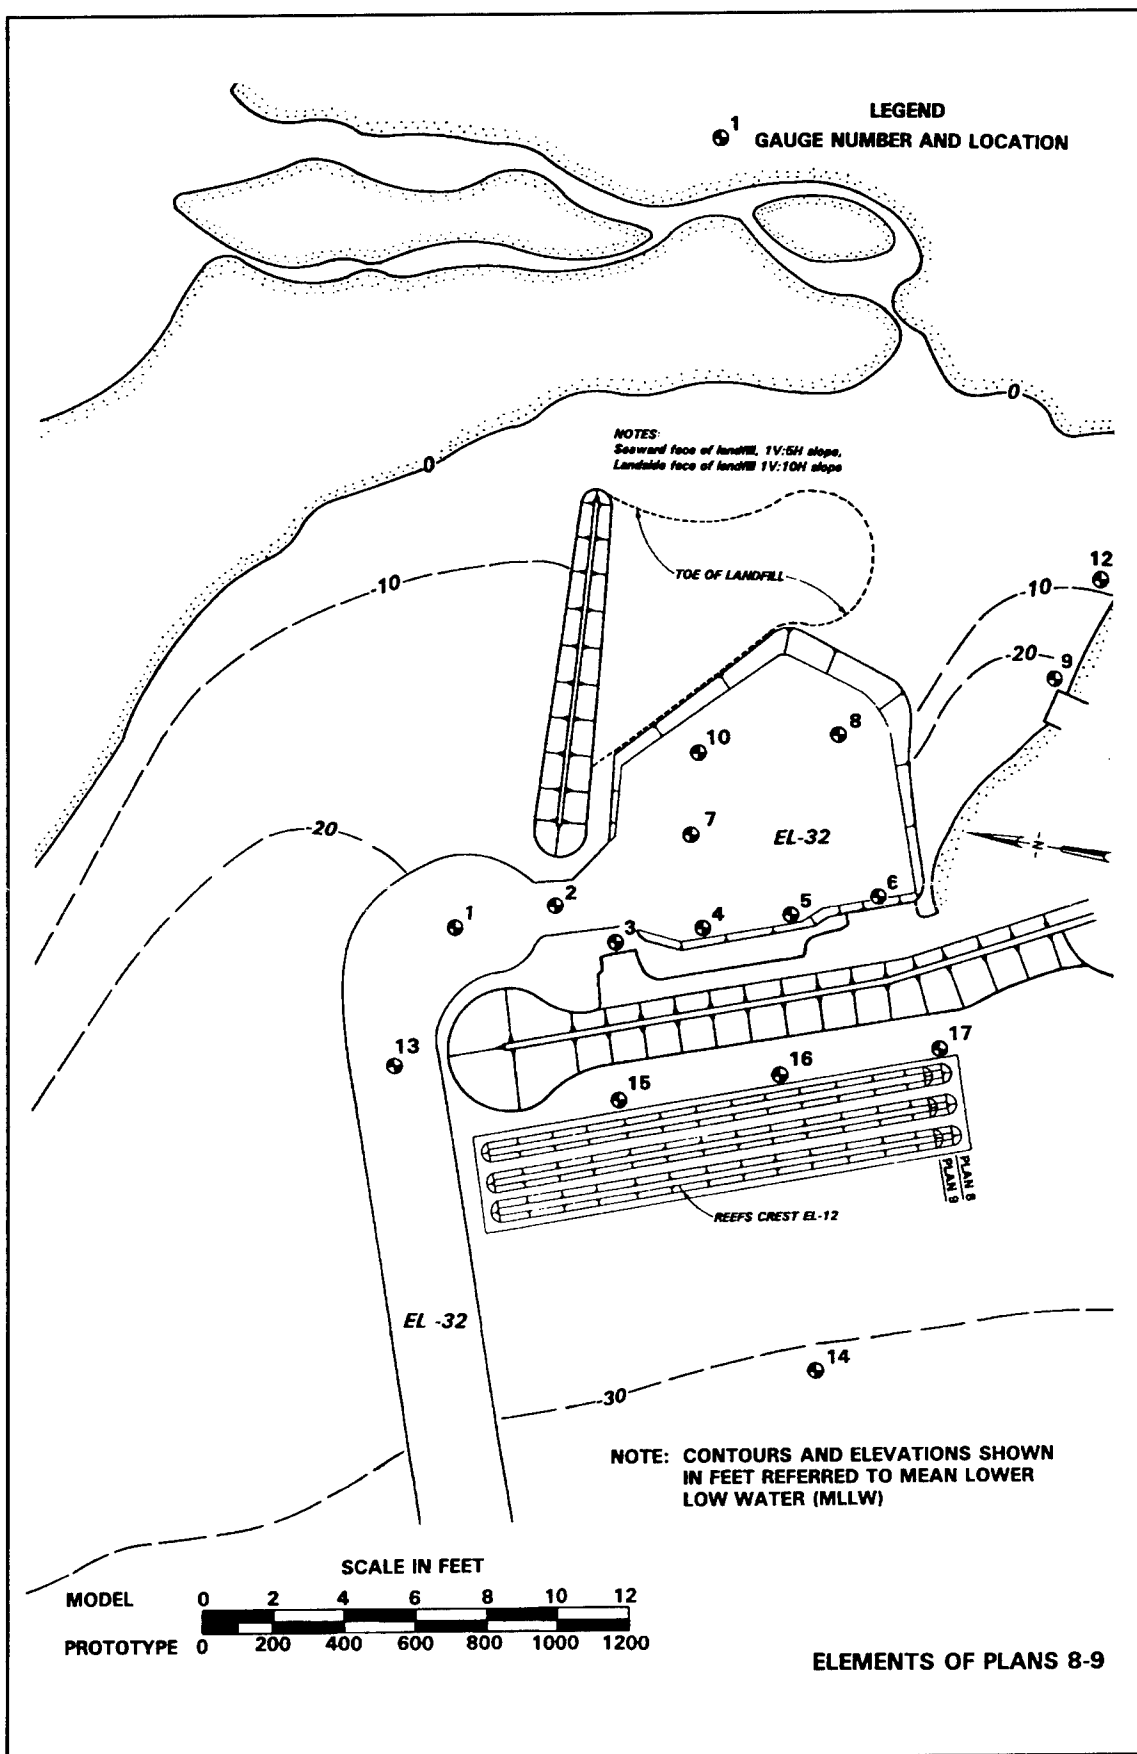 LEGEND
1
GAUGE NUMBER AND LOCATION
0
0
NOTES:
Seaward face of landfill, 1V:5H slope,
Landside face of landfill 1V:10H slope
TOE OF LANDFILL
-10
-10
12
-20
9
8
10
7
EL-32
-20
N
6
2
5
1
4
3
13
17
16
15
PLAN 8
PLAN 9
REEFS CREST EL-12
EL -32
14
-30
NOTE: CONTOURS AND ELEVATIONS SHOWN
IN FEET REFERRED TO MEAN LOWER
LOW WATER (MLLW)
SCALE IN FEET
MODEL 0 2 4 6 8 10 12
PROTOTYPE 0 200 400 600 800 1000 1200
ELEMENTS OF PLANS 8-9